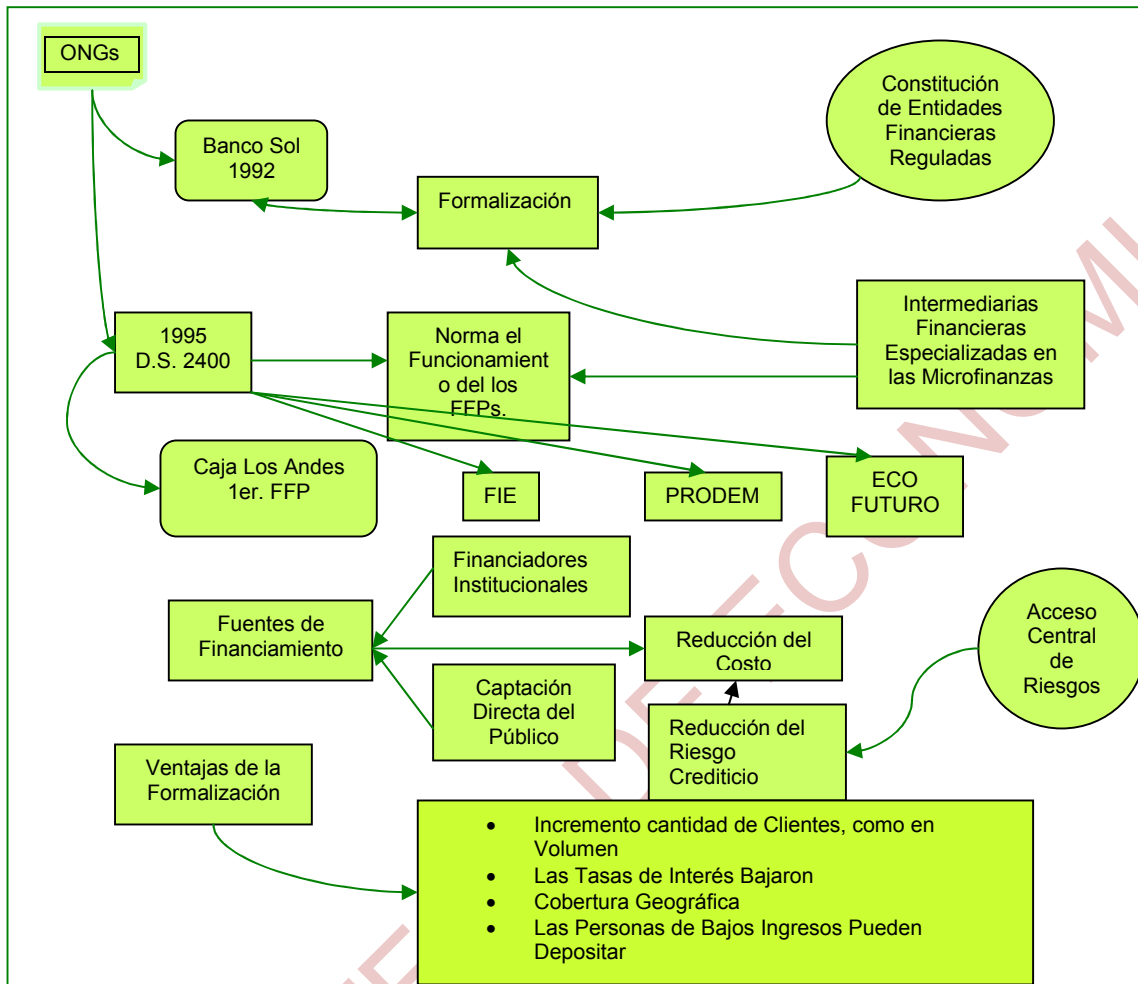 ONGs
Banco Sol
1992
Constitución
de Entidades
Financieras
Reguladas
Formalización
1995
D.S. 2400
Norma el
Funcionamient
o del los
FFPs.
Intermediarias
Financieras
Especializadas en
las Microfinanzas
Caja Los Andes
1er. FFP
FIE
PRODEM
ECO
FUTURO
Financiadores
Institucionales
Fuentes de
Financiamiento
Reducción del
Costo
Acceso
Central
de
Riesgos
Captación
Directa del
Público
Reducción del
Riesgo
Crediticio
Ventajas de la
Formalización
• Incremento cantidad de Clientes, como en
Volumen
• Las Tasas de Interés Bajaron
• Cobertura Geográfica
• Las Personas de Bajos Ingresos Pueden
Depositar